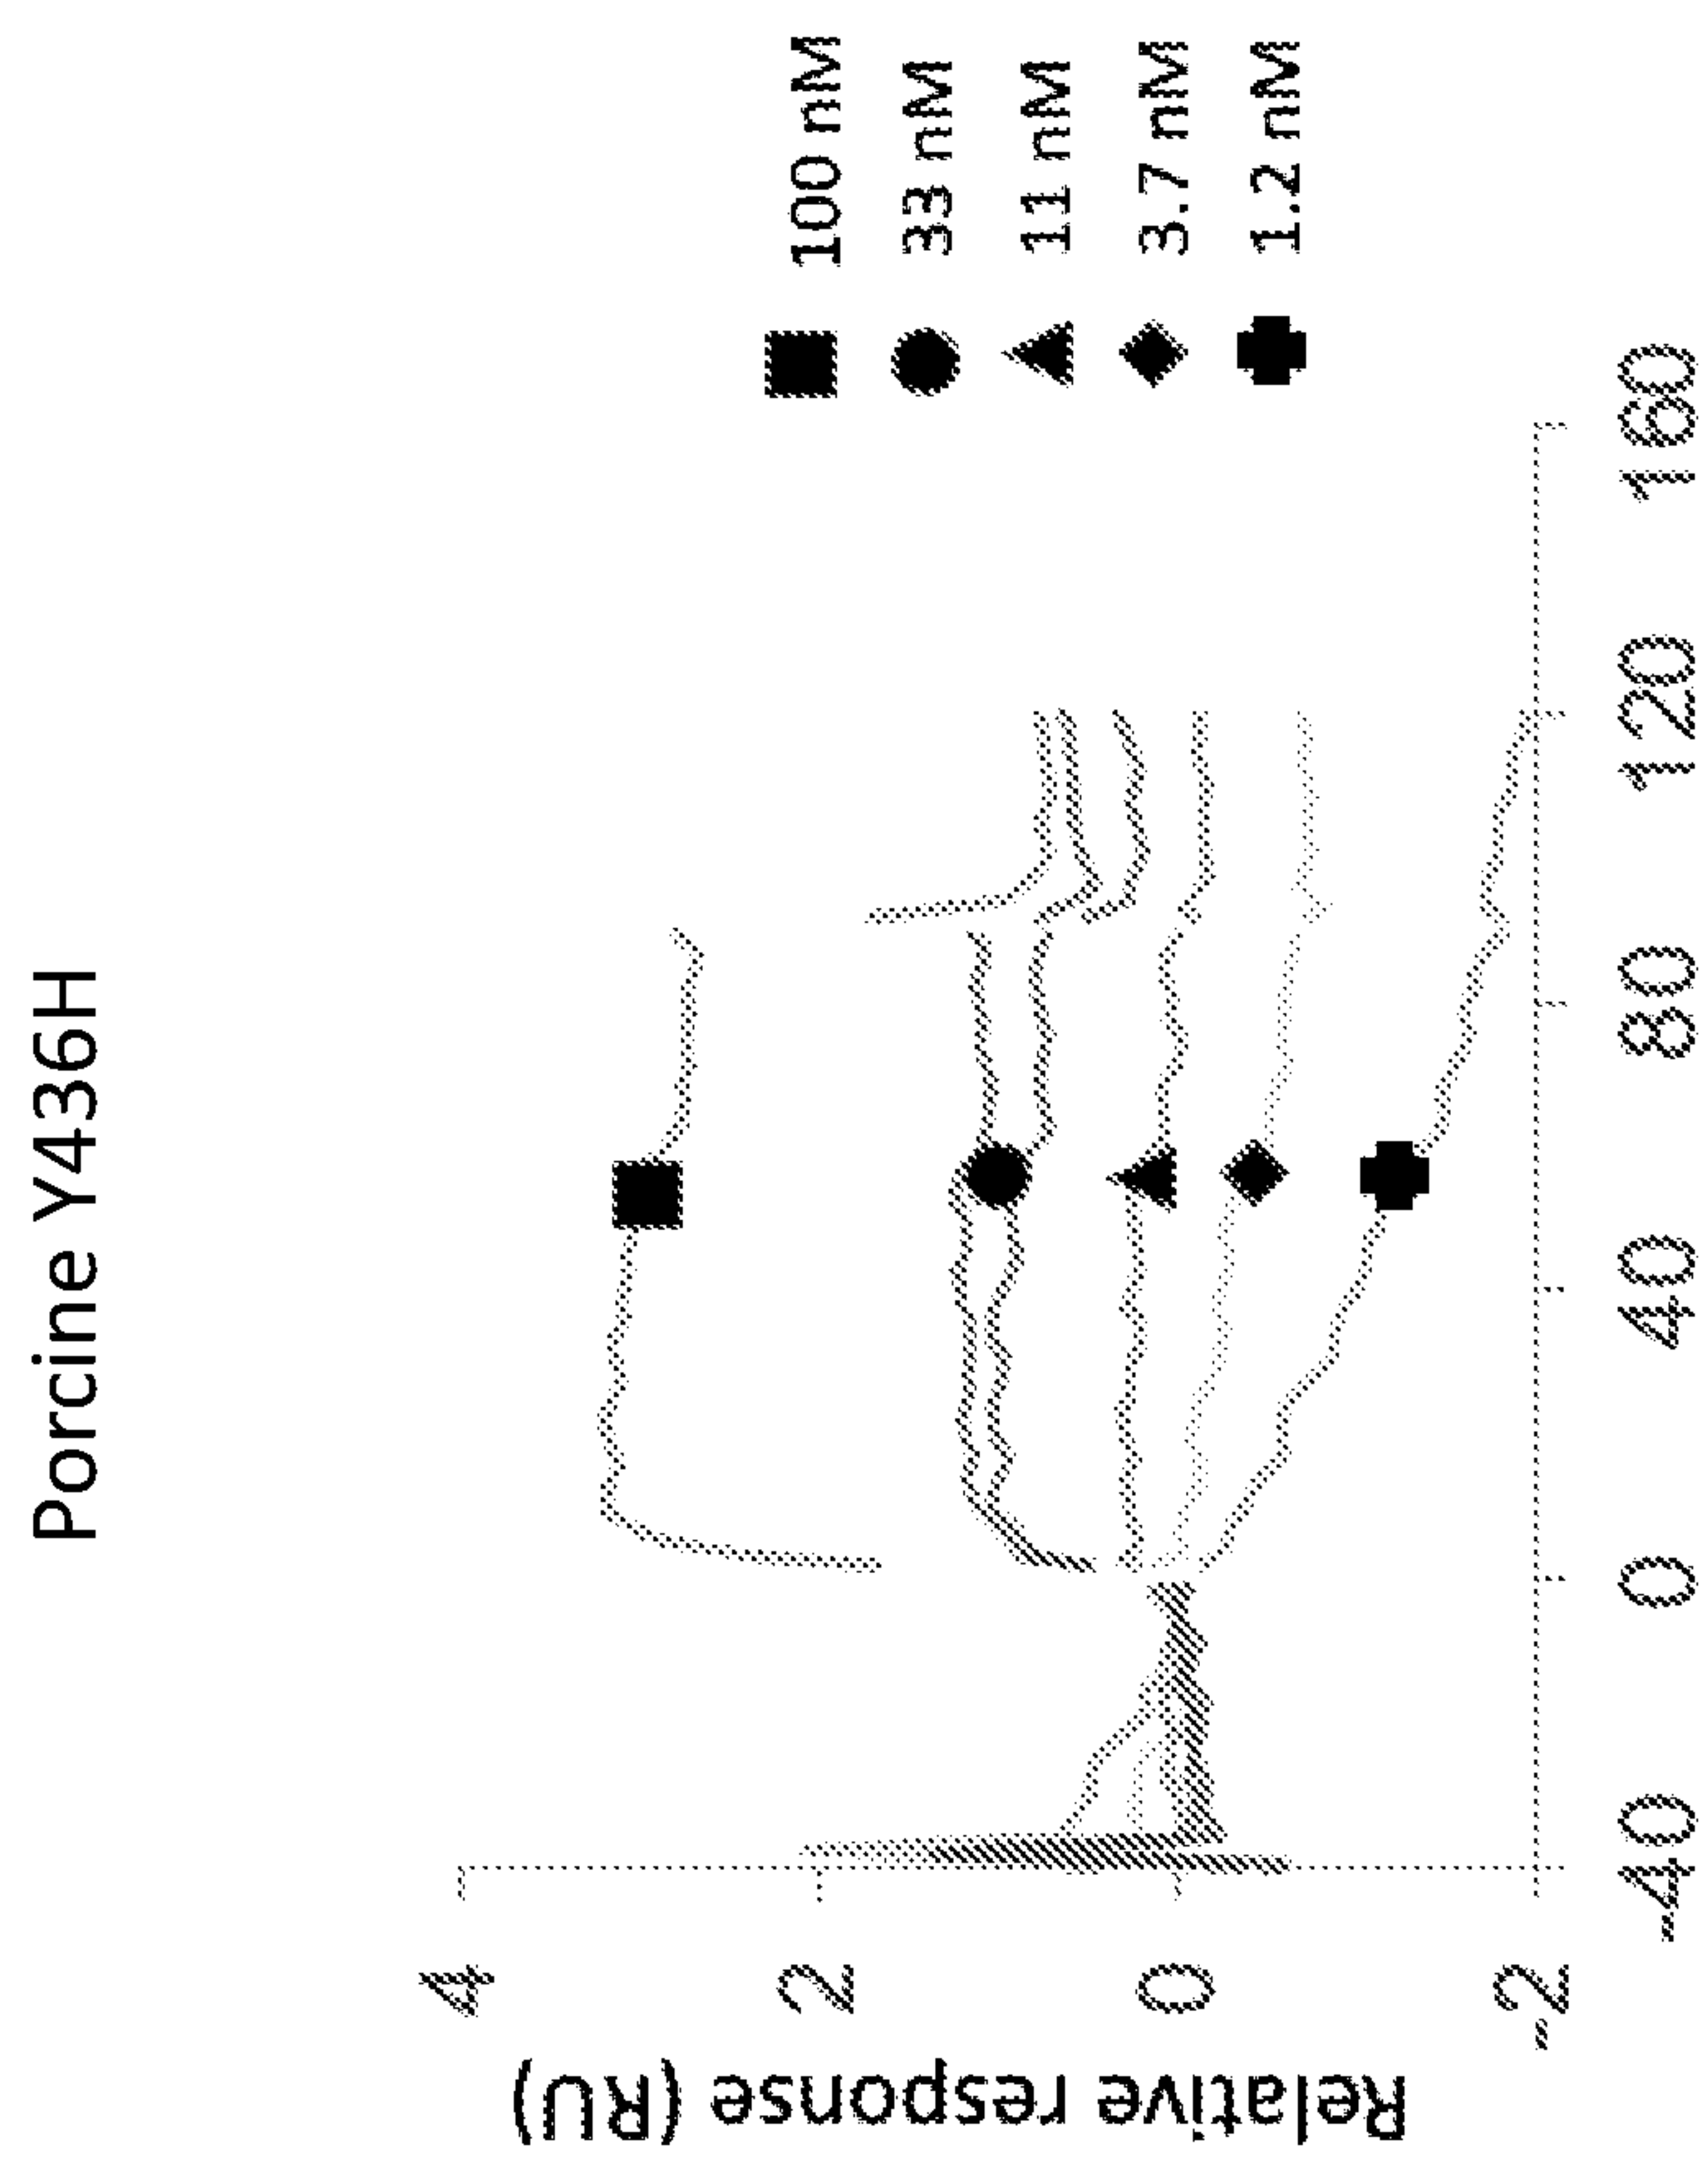 Porcine Y436H
Relative response (RU)
4
2
0
-2
-40
0
40
80
120
160
100 nM
33 nM
11 nM
3.7 nM
1.2 nM